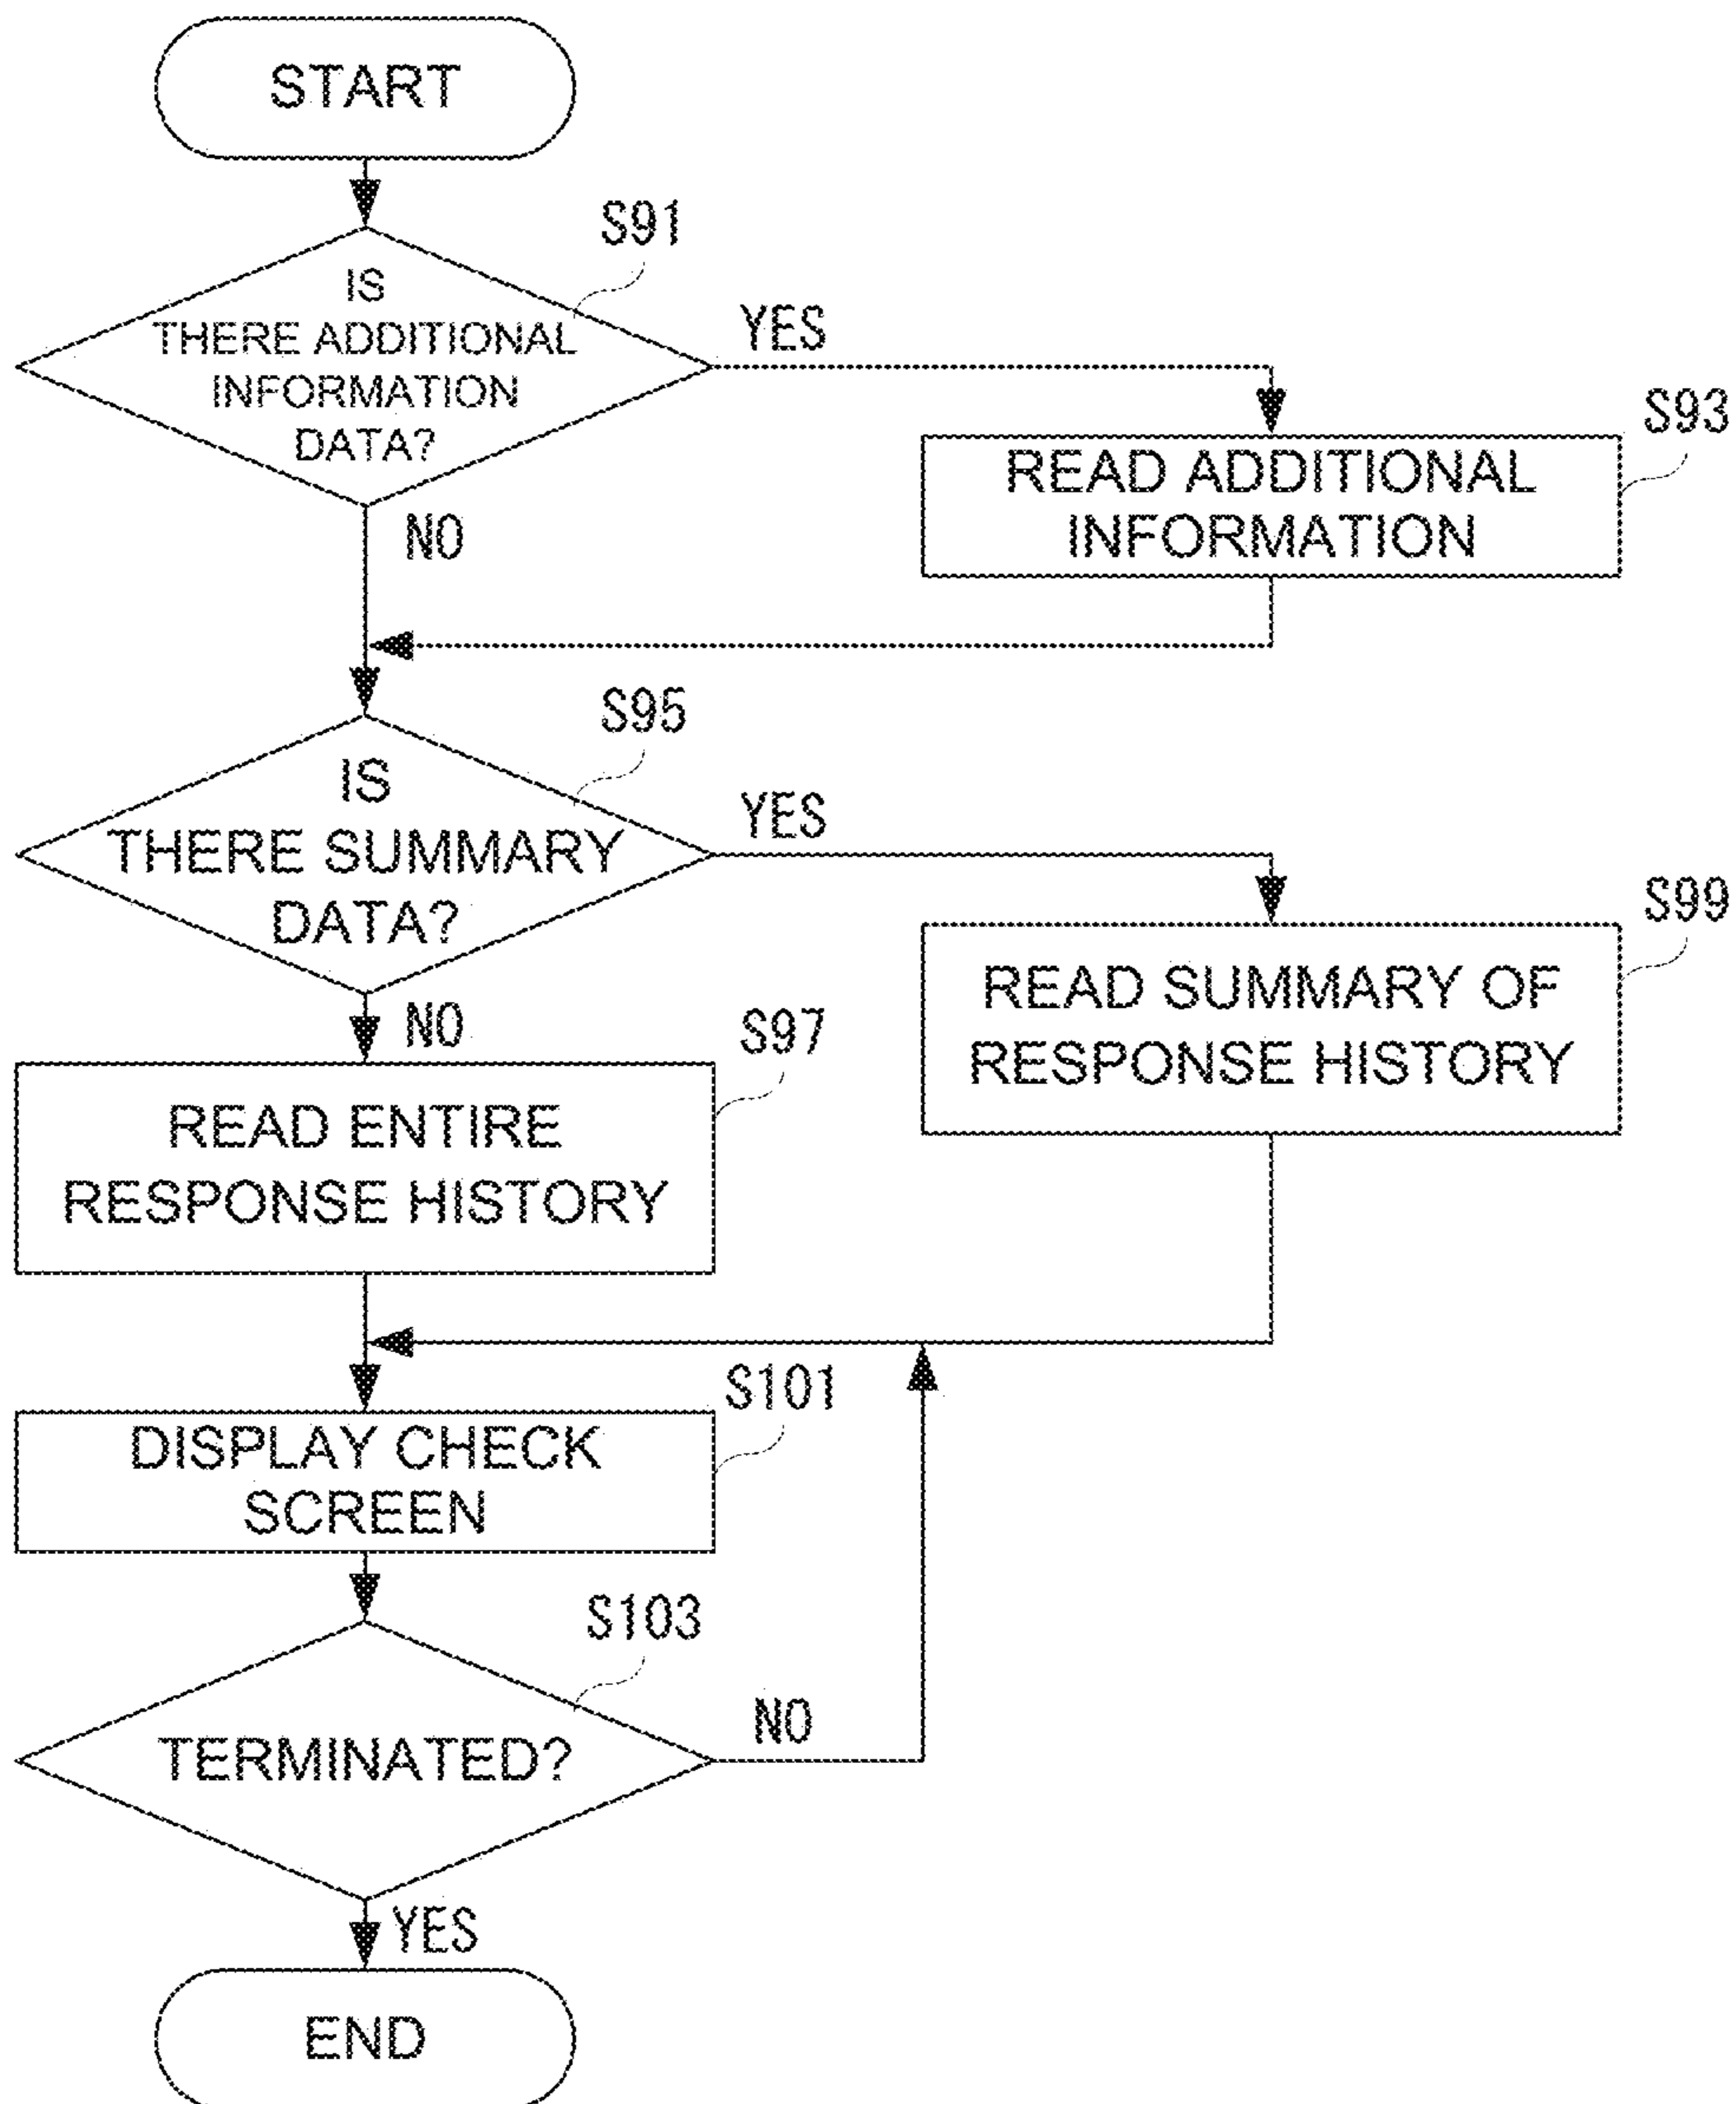 START
S91
IS
THERE ADDITIONAL
INFORMATION
DATA?
YES
NO
S93
READ ADDITIONAL
INFORMATION
S95
IS
THERE SUMMARY
DATA?
YES
NO
S99
READ SUMMARY OF
RESPONSE HISTORY
S97
READ ENTIRE
RESPONSE HISTORY
S101
DISPLAY CHECK
SCREEN
S103
TERMINATED?
NO
YES
END